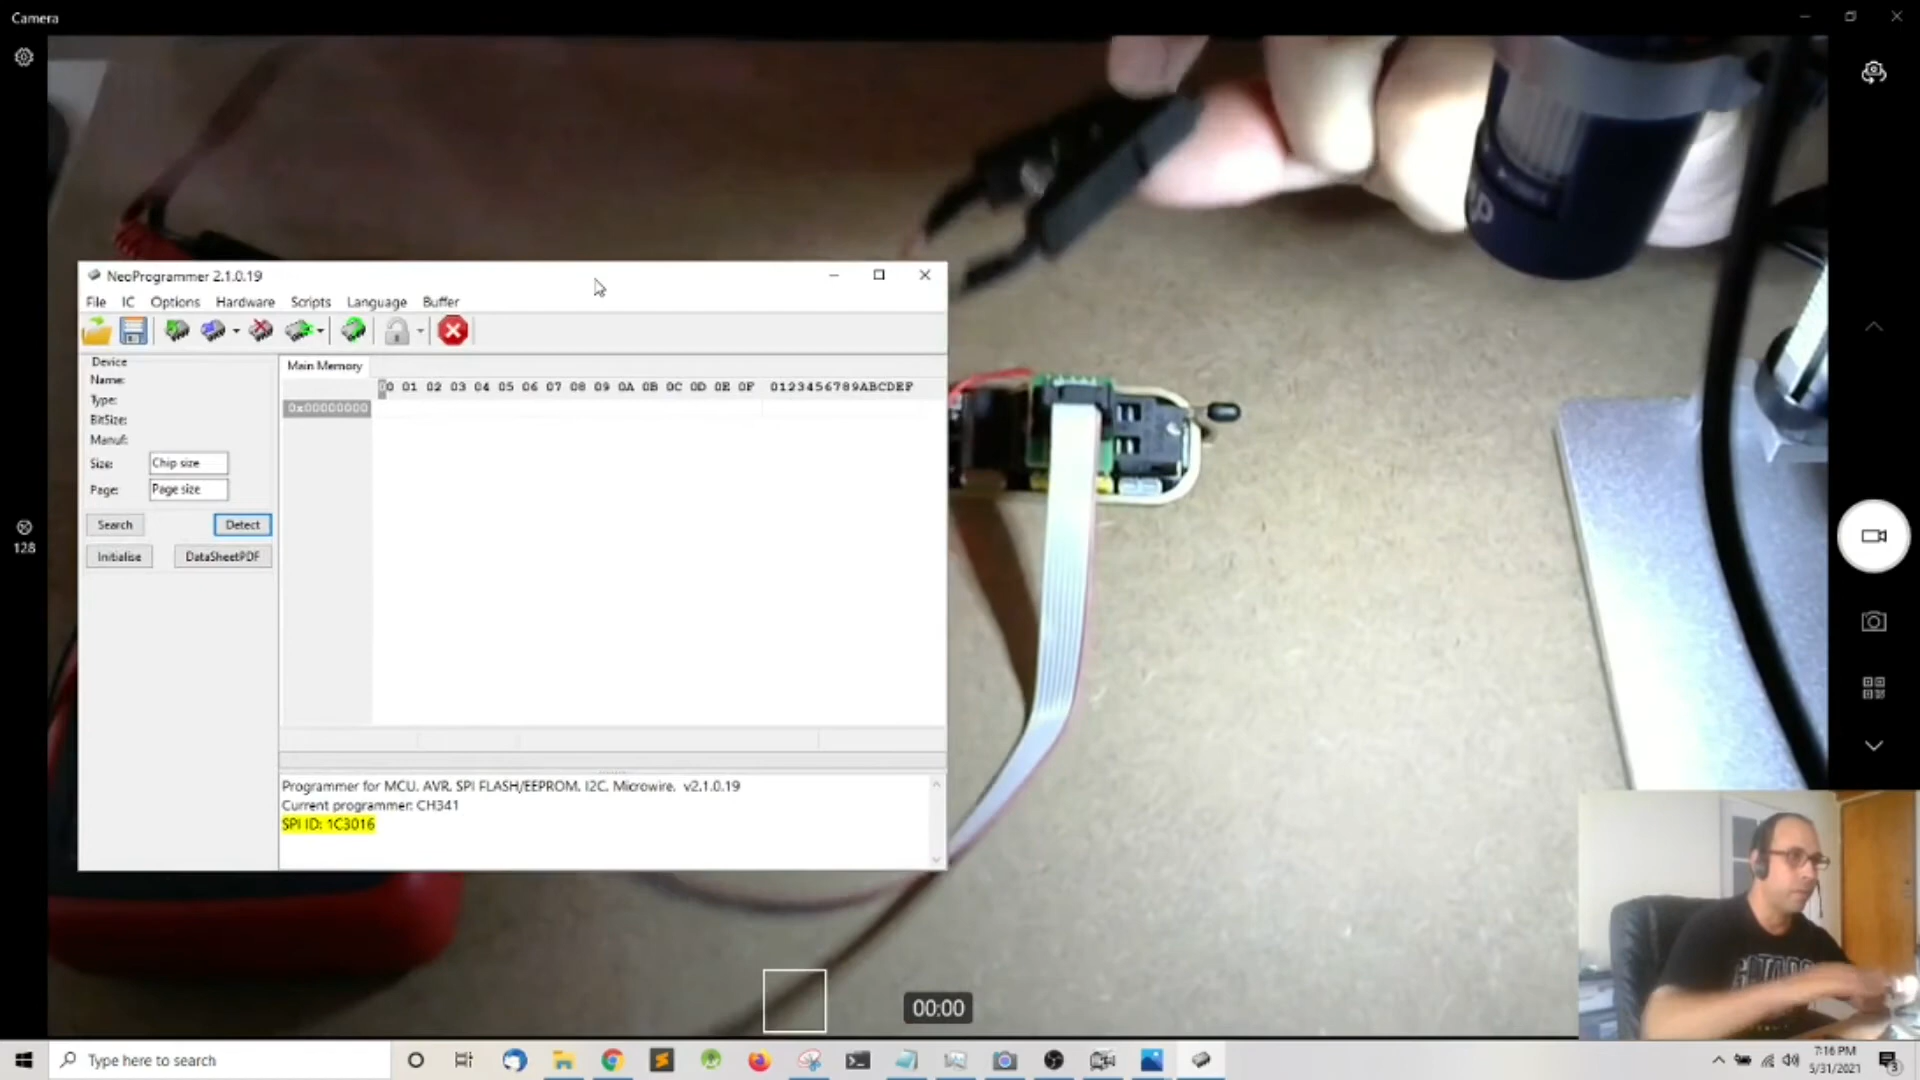 Camera
128
NeoProgrammer 2.1.0.19
File IC Options Hardware Scripts Language Buffer
Device
Name:
Type:
BitSize:
Manuf:
Size: Chip size
Page: Page size
Search Detect
Initialise DataSheetPDF
Main Memory
00 01 02 03 04 05 06 07 08 09 0A 0B 0C 0D 0E 0F 0123456789ABCDEF
0x00000000
Programmer for MCU, AVR, SPI FLASH/EEPROM, I2C, Microwire, v2.1.0.19
Current programmer: CH341
SPI ID: 1C3016
00:00
Type here to search
7:16 PM
5/31/2021
3